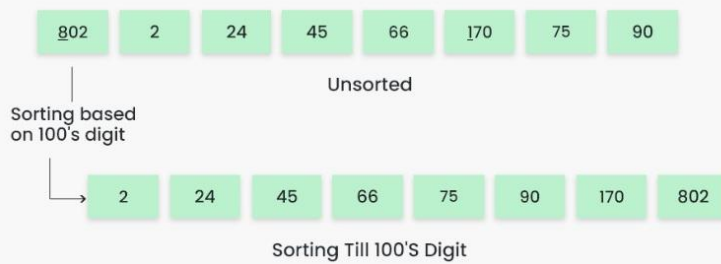 802 2 24 45 66 170 75 90
Unsorted
Sorting based
on 100's digit
2 24 45 66 75 90 170 802
Sorting Till 100'S Digit